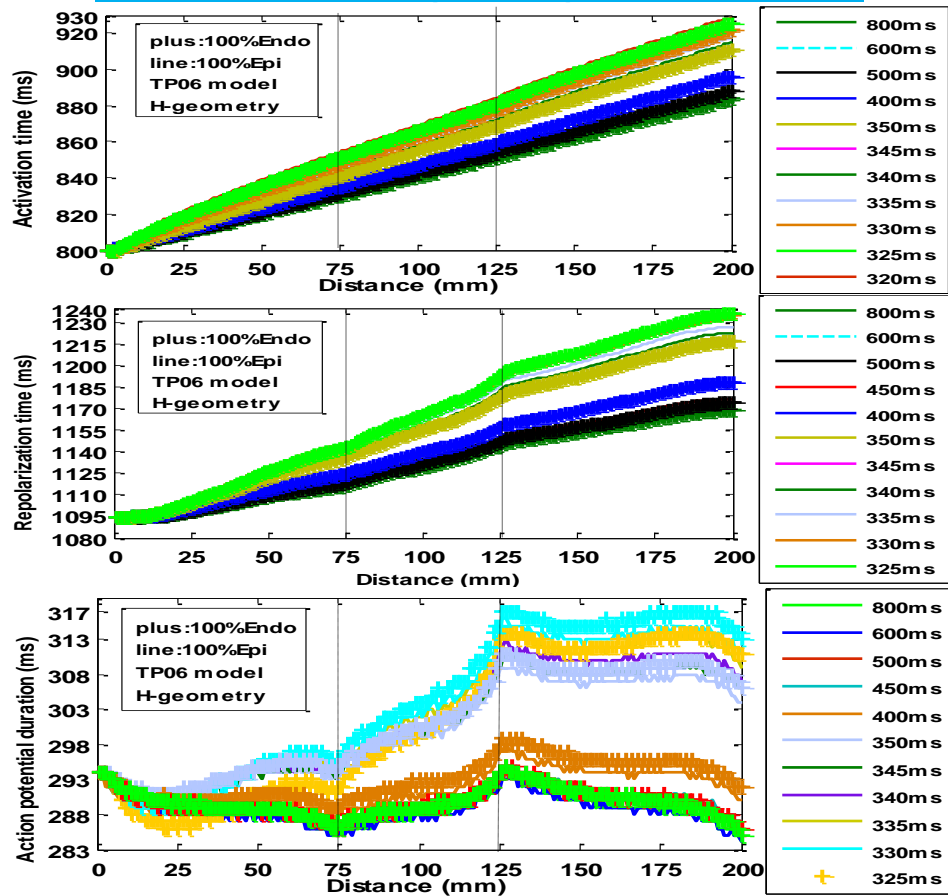 930
920
900
880
860
840
820
800
Activation time (ms)
plus:100%Endo
line:100%Epi
TP06 model
H-geometry
0
25
50
75
100
125
150
175
200
Distance (mm)
800ms
600ms
500ms
400ms
350ms
345ms
340ms
335ms
330ms
325ms
320ms
1240
1230
1215
1200
1185
1170
1155
1140
1125
1110
1095
1080
Repolarization time (ms)
plus:100%Endo
line:100%Epi
TP06 model
H-geometry
0
25
50
75
100
125
150
175
200
Distance (mm)
800ms
600ms
500ms
450ms
400ms
350ms
345ms
340ms
335ms
330ms
325ms
317
313
308
303
298
293
288
283
Action potential duration (ms)
plus:100%Endo
line:100%Epi
TP06 model
H-geometry
0
25
50
75
100
125
150
175
200
Distance (mm)
800ms
600ms
500ms
450ms
400ms
350ms
345ms
340ms
335ms
330ms
325ms